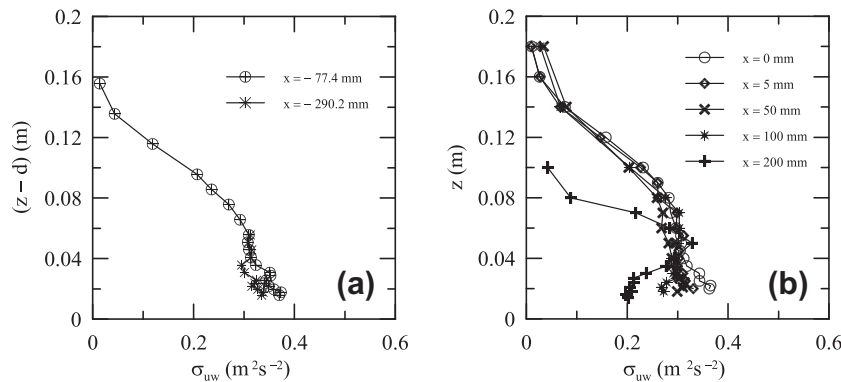 0.2
0.16
0.12
0.08
0.04
0
(z − d) (m)
x = − 77.4 mm
x = − 290.2 mm
(a)
0 0.2 0.4 0.6
σuw (m²s⁻²)
0.2
0.16
0.12
0.08
0.04
0
z (m)
x = 0 mm
x = 5 mm
x = 50 mm
x = 100 mm
x = 200 mm
(b)
0 0.2 0.4 0.6
σuw (m²s⁻²)